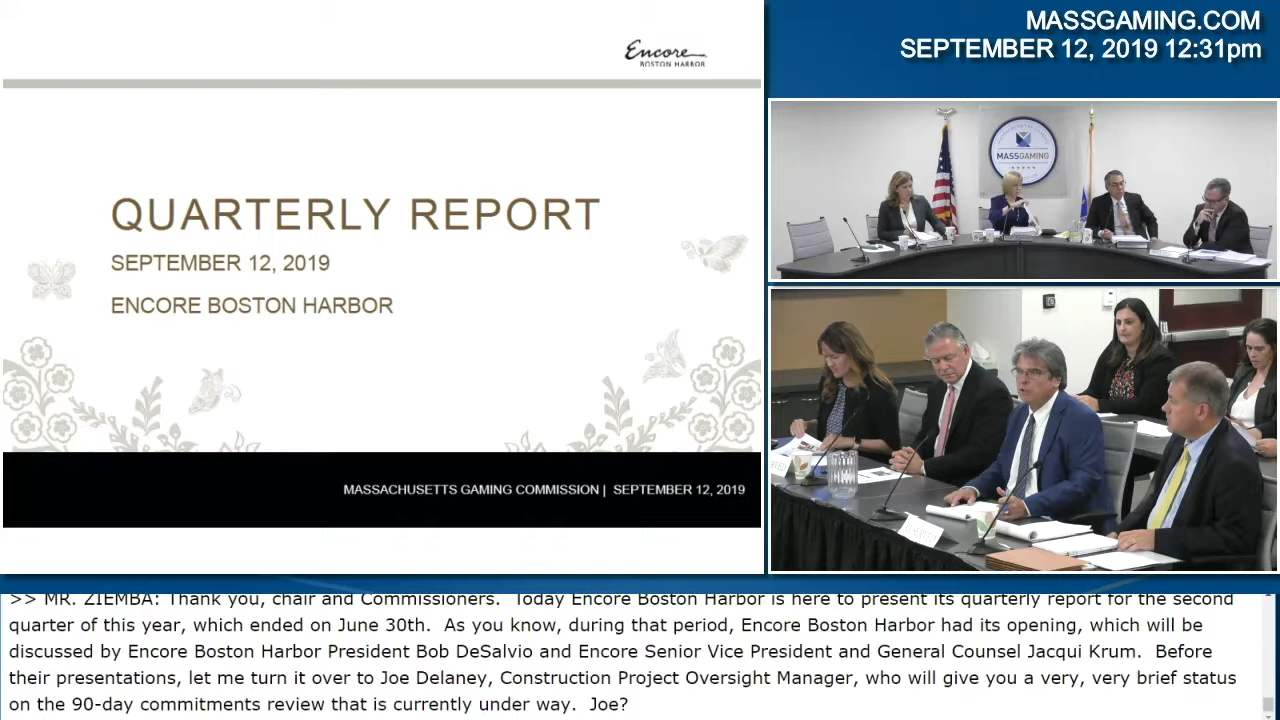 Encore
BOSTON HARBOR
QUARTERLY REPORT
SEPTEMBER 12, 2019
ENCORE BOSTON HARBOR
MASSACHUSETTS GAMING COMMISSION | SEPTEMBER 12, 2019
MASSGAMING.COM
SEPTEMBER 12, 2019 12:31pm
MASSGAMING
>> MR. ZIEMBA: Thank you, chair and Commissioners. Today Encore Boston Harbor is here to present its quarterly report for the second
quarter of this year, which ended on June 30th. As you know, during that period, Encore Boston Harbor had its opening, which will be
discussed by Encore Boston Harbor President Bob DeSalvio and Encore Senior Vice President and General Counsel Jacqui Krum. Before
their presentations, let me turn it over to Joe Delaney, Construction Project Oversight Manager, who will give you a very, very brief status
on the 90-day commitments review that is currently under way. Joe?